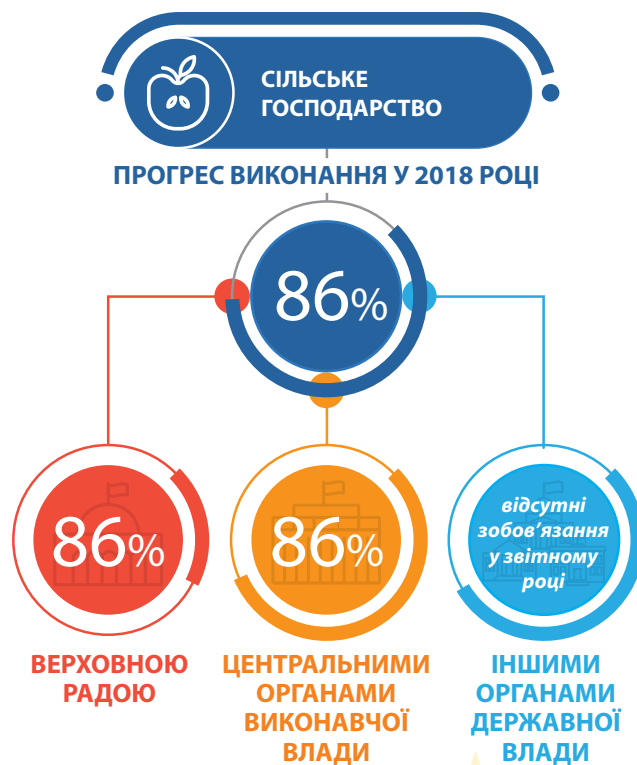 СІЛЬСЬКЕ
ГОСПОДАРСТВО
ПРОГРЕС ВИКОНАННЯ У 2018 РОЦІ
86%
86%
86%
відсутні
зобов’язання
у звітному
році
ВЕРХОВНОЮ
РАДОЮ
ЦЕНТРАЛЬНИМИ
ОРГАНАМИ
ВИКОНАВЧОЇ
ВЛАДИ
ІНШИМИ
ОРГАНАМИ
ДЕРЖАВНОЇ
ВЛАДИ